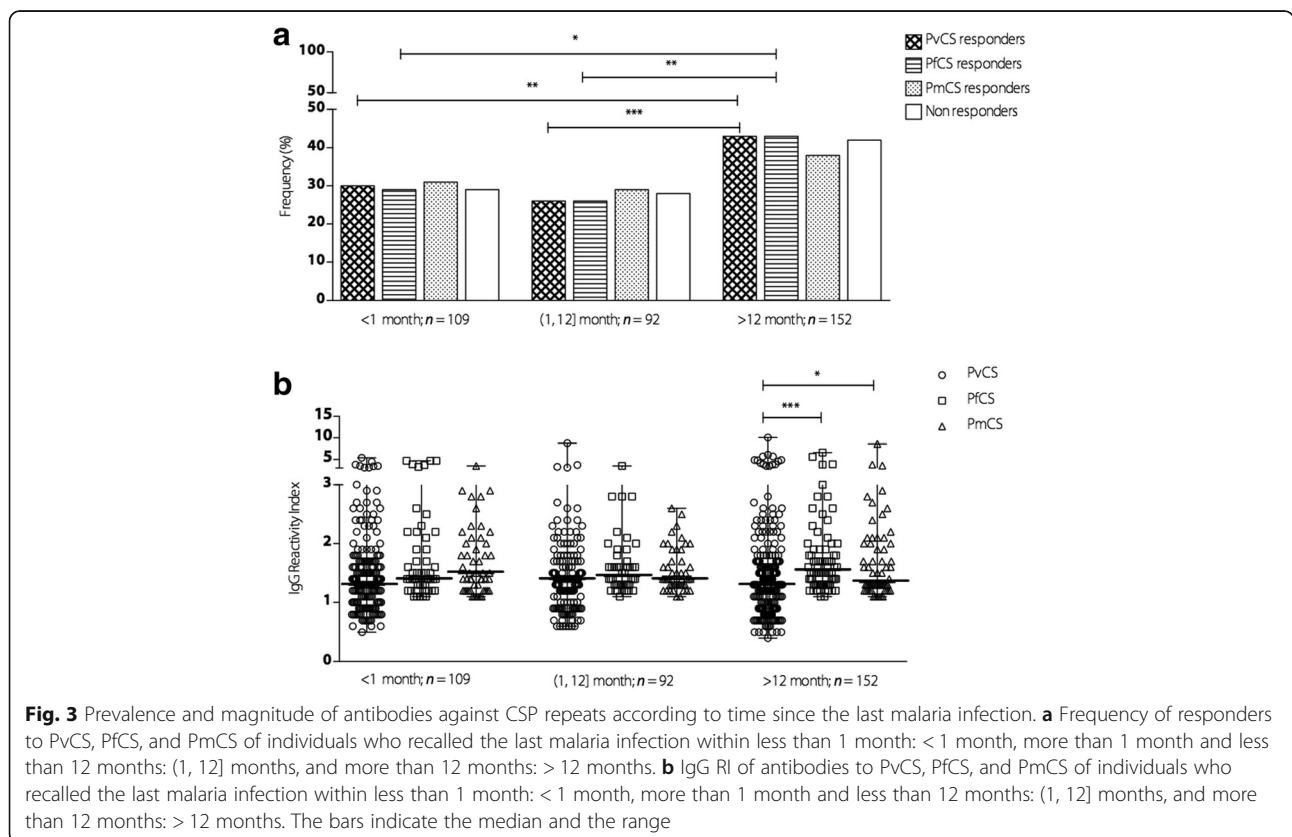 a
*
**
**
***
PvCS responders
PfCS responders
PmCS responders
Non responders
Frequency (%)
100
50
50
40
30
20
10
0
<1 month; n = 109
(1, 12] month; n = 92
>12 month; n = 152
b
*
***
PvCS
PfCS
PmCS
IgG Reactivity Index
15
10
5
3
2
1
0
<1 month; n = 109
(1, 12] month; n = 92
>12 month; n = 152
Fig. 3 Prevalence and magnitude of antibodies against CSP repeats according to time since the last malaria infection. a Frequency of responders
to PvCS, PfCS, and PmCS of individuals who recalled the last malaria infection within less than 1 month: < 1 month, more than 1 month and less
than 12 months: (1, 12] months, and more than 12 months: > 12 months. b IgG RI of antibodies to PvCS, PfCS, and PmCS of individuals who
recalled the last malaria infection within less than 1 month: < 1 month, more than 1 month and less than 12 months: (1, 12] months, and more
than 12 months: > 12 months. The bars indicate the median and the range